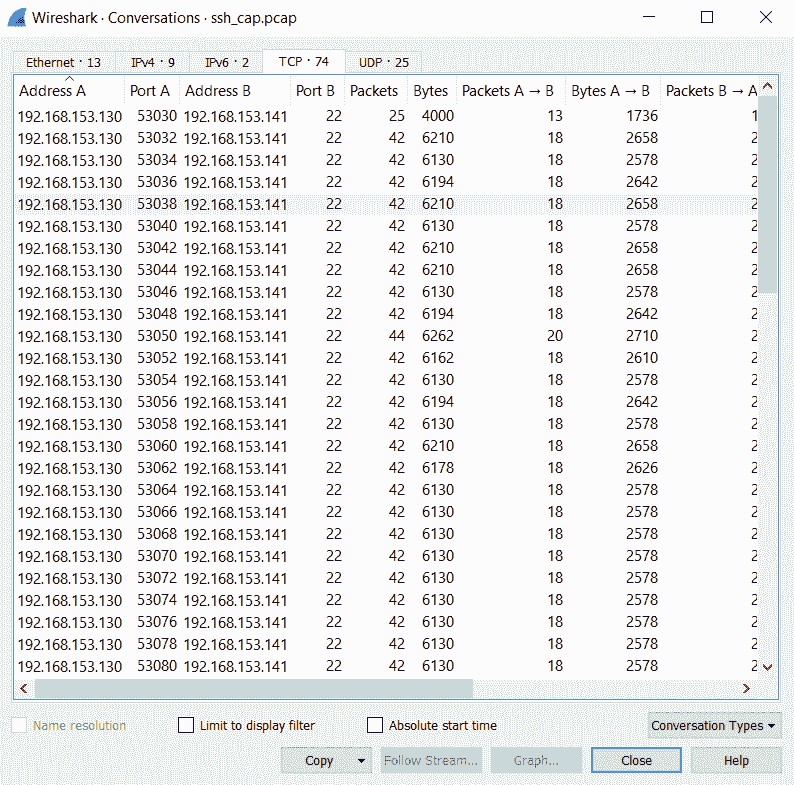 Wireshark · Conversations · ssh_cap.pcap
Ethernet · 13 IPv4 · 9 IPv6 · 2 TCP · 74 UDP · 25
Address A Port A Address B Port B Packets Bytes Packets A → B Bytes A → B Packets B → A
192.168.153.130 53030 192.168.153.141 22 25 4000 13 1736 1
192.168.153.130 53032 192.168.153.141 22 42 6210 18 2658 2
192.168.153.130 53034 192.168.153.141 22 42 6130 18 2578 2
192.168.153.130 53036 192.168.153.141 22 42 6194 18 2642 2
192.168.153.130 53038 192.168.153.141 22 42 6210 18 2658 2
192.168.153.130 53040 192.168.153.141 22 42 6130 18 2578 2
192.168.153.130 53042 192.168.153.141 22 42 6210 18 2658 2
192.168.153.130 53044 192.168.153.141 22 42 6210 18 2658 2
192.168.153.130 53046 192.168.153.141 22 42 6130 18 2578 2
192.168.153.130 53048 192.168.153.141 22 42 6194 18 2642 2
192.168.153.130 53050 192.168.153.141 22 44 6262 20 2710 2
192.168.153.130 53052 192.168.153.141 22 42 6162 18 2610 2
192.168.153.130 53054 192.168.153.141 22 42 6130 18 2578 2
192.168.153.130 53056 192.168.153.141 22 42 6194 18 2642 2
192.168.153.130 53058 192.168.153.141 22 42 6130 18 2578 2
192.168.153.130 53060 192.168.153.141 22 42 6210 18 2658 2
192.168.153.130 53062 192.168.153.141 22 42 6178 18 2626 2
192.168.153.130 53064 192.168.153.141 22 42 6130 18 2578 2
192.168.153.130 53066 192.168.153.141 22 42 6130 18 2578 2
192.168.153.130 53068 192.168.153.141 22 42 6130 18 2578 2
192.168.153.130 53070 192.168.153.141 22 42 6130 18 2578 2
192.168.153.130 53072 192.168.153.141 22 42 6130 18 2578 2
192.168.153.130 53074 192.168.153.141 22 42 6130 18 2578 2
192.168.153.130 53076 192.168.153.141 22 42 6130 18 2578 2
192.168.153.130 53078 192.168.153.141 22 42 6130 18 2578 2
192.168.153.130 53080 192.168.153.141 22 42 6130 18 2578 2
Name resolution Limit to display filter Absolute start time Conversation Types
Copy Follow Stream... Graph... Close Help